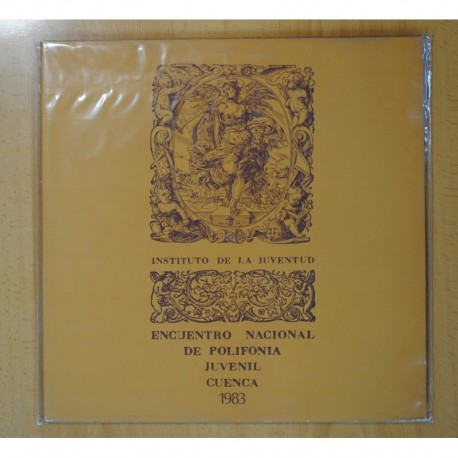 INSTITUTO DE LA JUVENTUD
ENCUENTRO NACIONAL
DE POLIFONIA
JUVENIL
CUENCA
1983